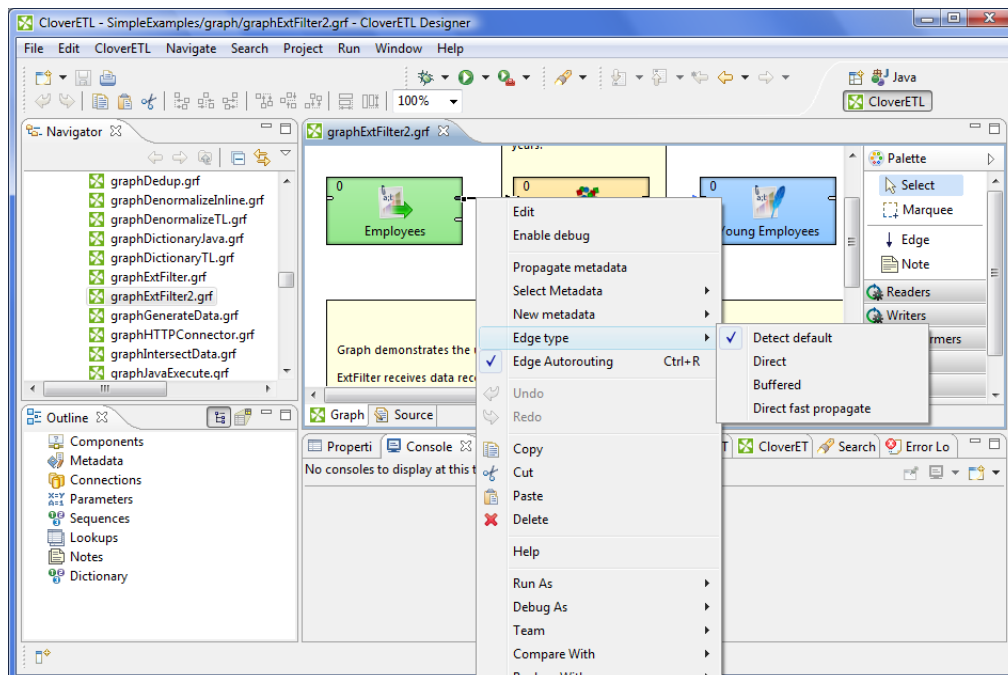 CloverETL - SimpleExamples/graph/graphExtFilter2.grf - CloverETL Designer
File Edit CloverETL Navigate Search Project Run Window Help
Java
100%
CloverETL
Navigator
graphDedup.grf
graphDenormalizeInline.grf
graphDenormalizeTL.grf
graphDictionaryJava.grf
graphDictionaryTL.grf
graphExtFilter.grf
graphExtFilter2.grf
graphGenerateData.grf
graphHTTPConnector.grf
graphIntersectData.grf
graphJavaExecute.grf
Outline
Components
Metadata
Connections
Parameters
Sequences
Lookups
Notes
Dictionary
graphExtFilter2.grf
years.
0
Employees
0
0
Young Employees
Graph demonstrates the
ExtFilter receives data
Graph Source
Palette
Select
Marquee
Edge
Note
Readers
Writers
Edit
Enable debug
Propagate metadata
Select Metadata
New metadata
Edge type
Edge Autorouting Ctrl+R
Undo
Redo
Copy
Cut
Paste
Delete
Help
Run As
Debug As
Team
Compare With
Detect default
Direct
Buffered
Direct fast propagate
Properti Console CloverET Search Error Lo
No consoles to display at this